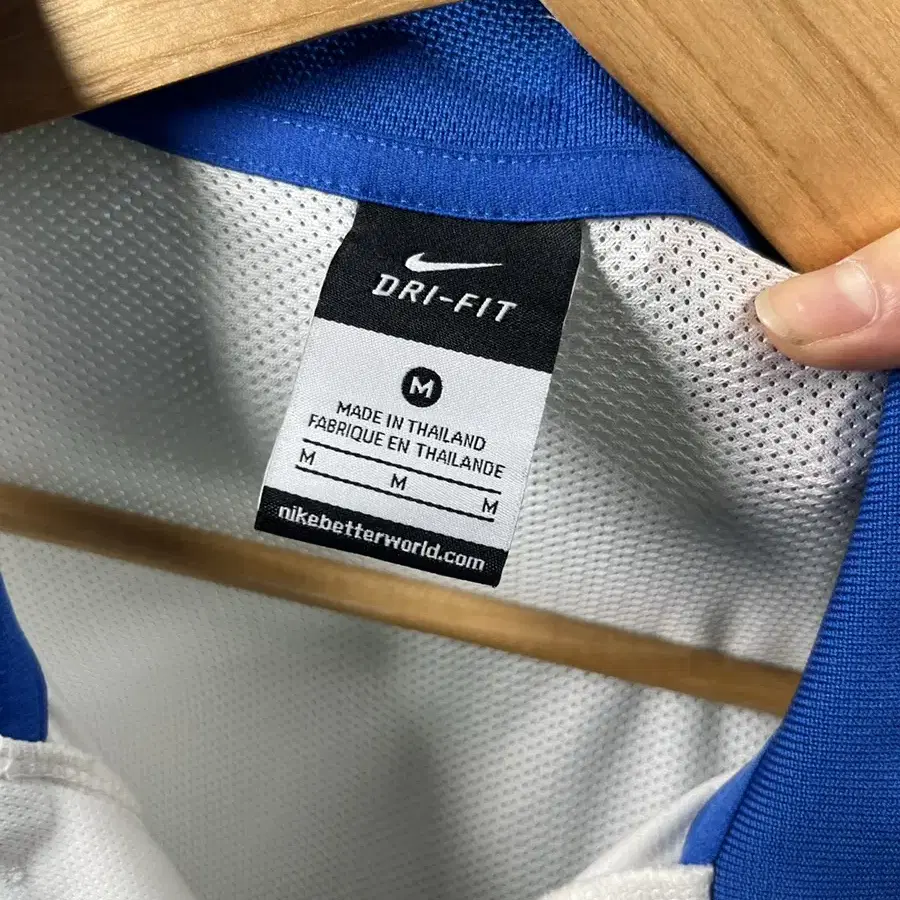 DRI-FIT
M
MADE IN THAILAND
FABRIQUE EN THAILANDE
M
M
M
nikebetterworld.com